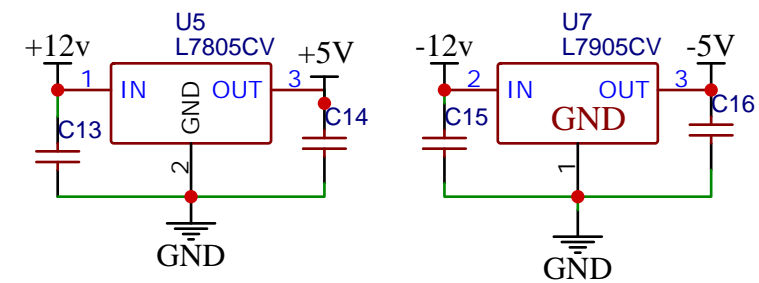 U5
L7805CV
+12v
+5V
1
IN
GND
OUT
3
C13
C14
2
GND
U7
L7905CV
-12v
-5V
2
IN
OUT
3
GND
C15
C16
1
GND